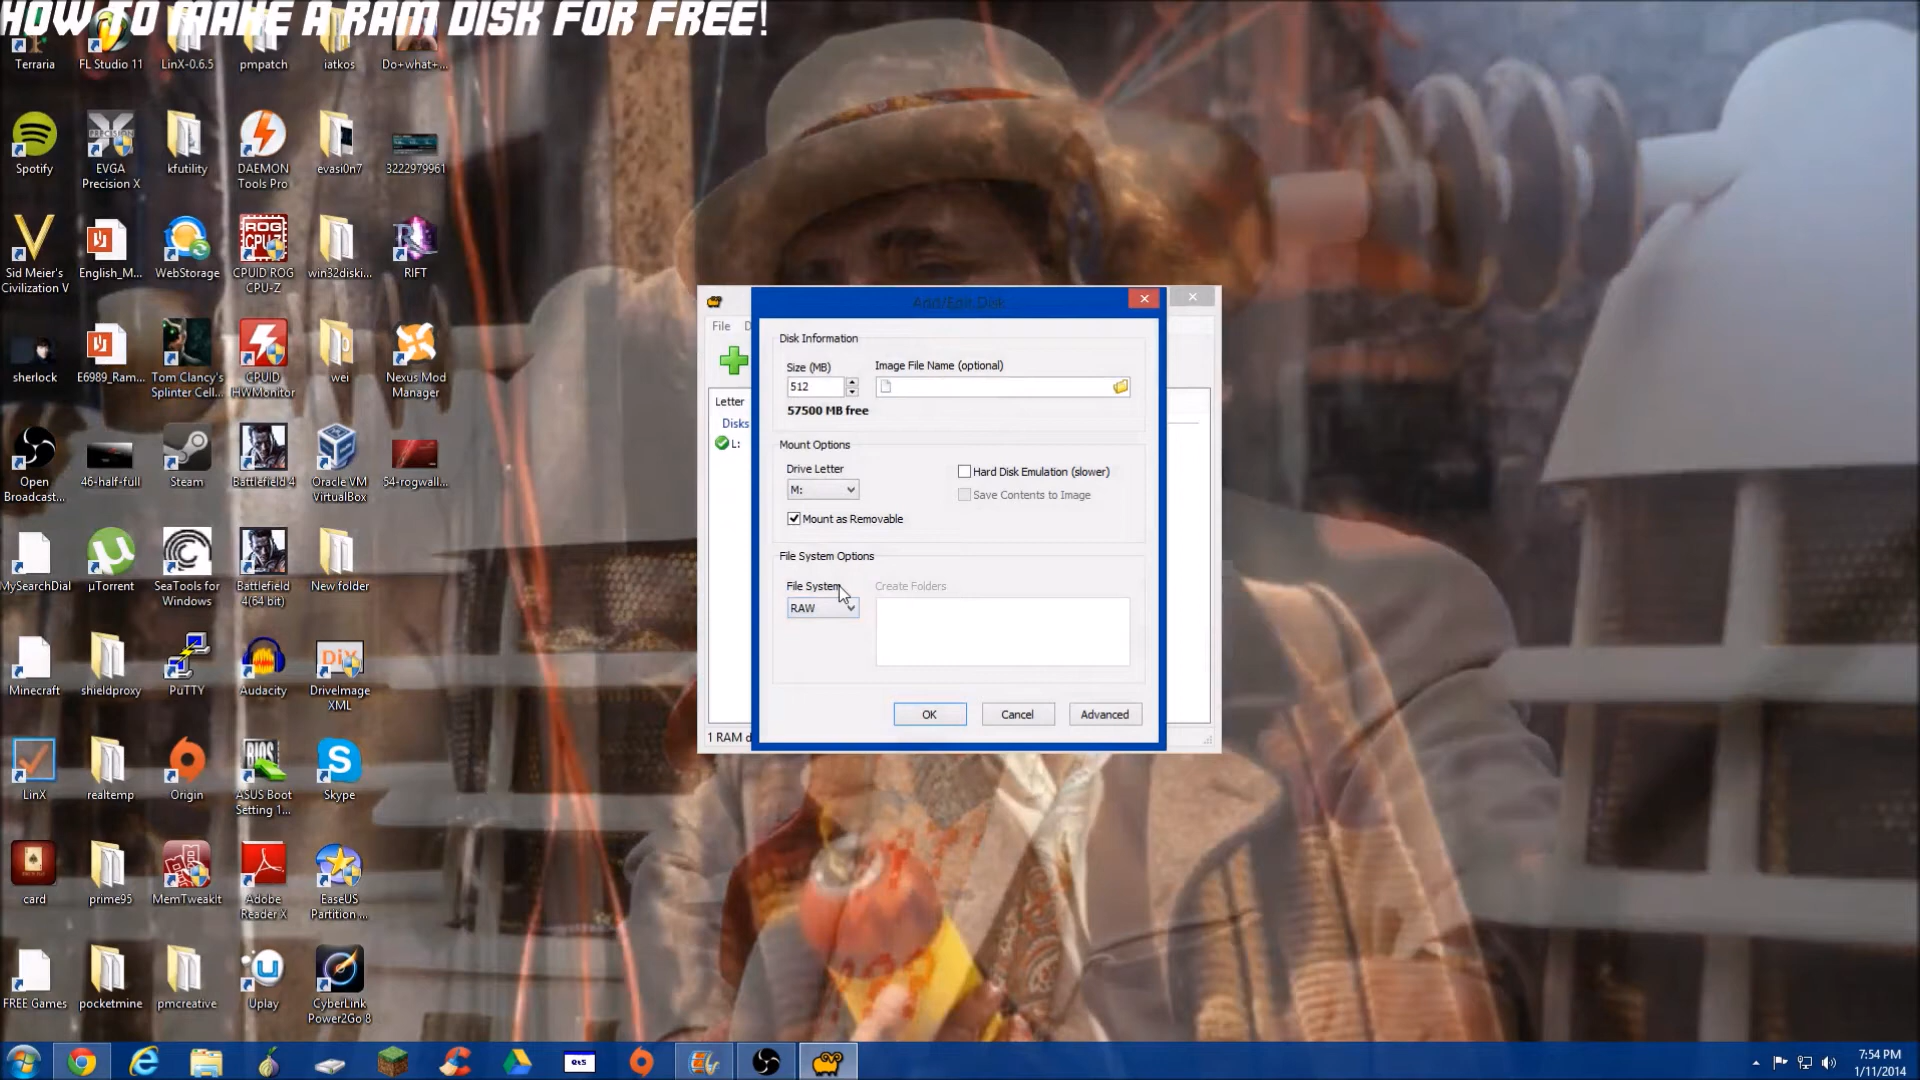 HOW TO MAKE A RAM DISK FOR FREE!
Terraria
FL Studio 11
LinX-0.6.5
pmpatch
iatkos
Do+what+...
Spotify
EVGA
Precision X
kfutility
DAEMON
Tools Pro
evasi0n7
3222979961
Sid Meier's
Civilization V
English_M...
WebStorage
CPUID ROG
CPU-Z
win32diski...
RIFT
sherlock
E6989_Ram...
Tom Clancy's
Splinter Cell...
CPUID
HWMonitor
wei
Nexus Mod
Manager
Open
Broadcast...
46-half-full
Steam
Battlefield 4
Oracle VM
VirtualBox
54-rogwall...
MySearchDial
µTorrent
SeaTools for
Windows
Battlefield
4(64 bit)
New folder
Minecraft
shieldproxy
PuTTY
Audacity
DriveImage
XML
LinX
realtemp
Origin
ASUS Boot
Setting 1...
Skype
card
prime95
MemTweakIt
Adobe
Reader X
EaseUS
Partition ...
FREE Games
pocketmine
pmcreative
Uplay
CyberLink
Power2Go 8
File
Letter
Disks
L:
1 RAM d
Add/Edit Disk
Disk Information
Size (MB)
Image File Name (optional)
512
57500 MB free
Mount Options
Drive Letter
M:
Hard Disk Emulation (slower)
Save Contents to Image
Mount as Removable
File System Options
File System
Create Folders
RAW
OK
Cancel
Advanced
7:54 PM
1/11/2014